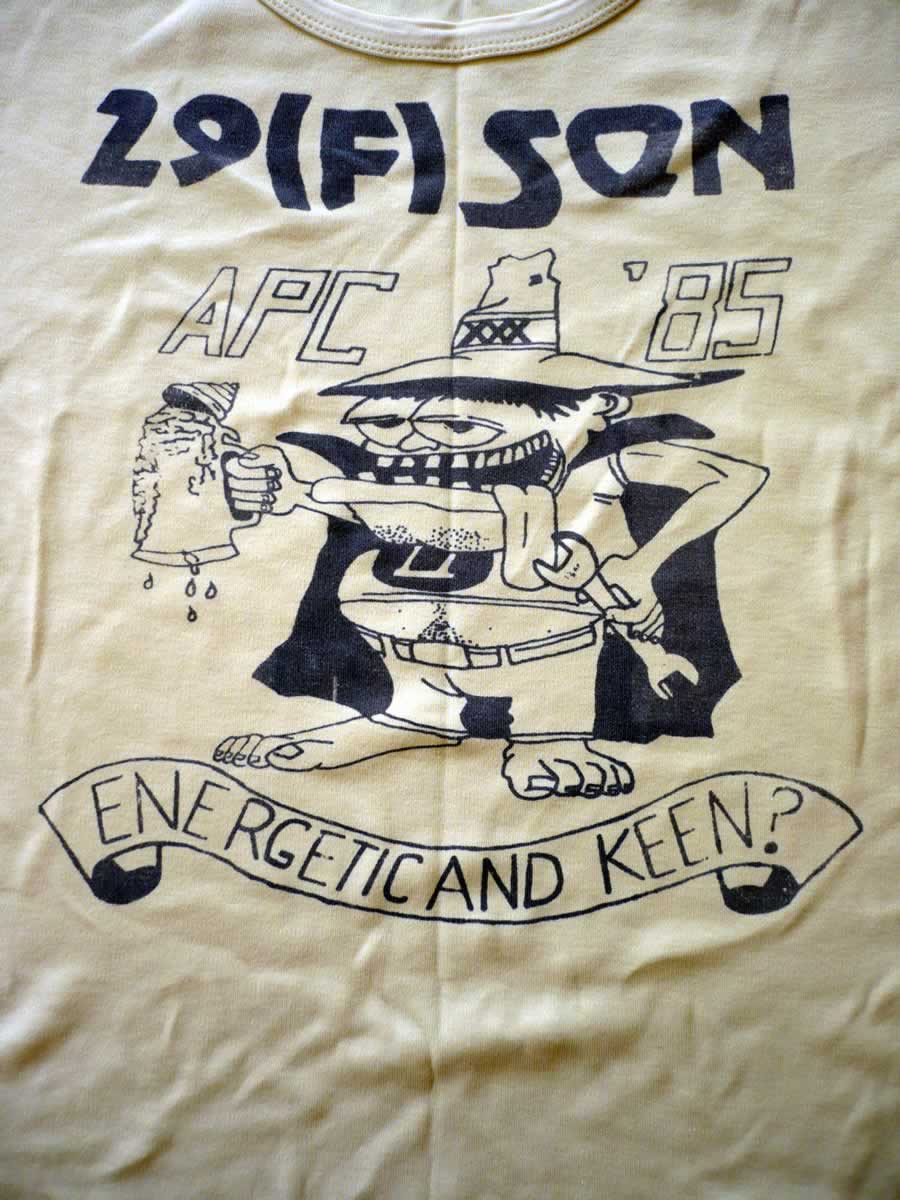 29(F) SQN
APC '85
XXX
ENERGETIC AND KEEN?